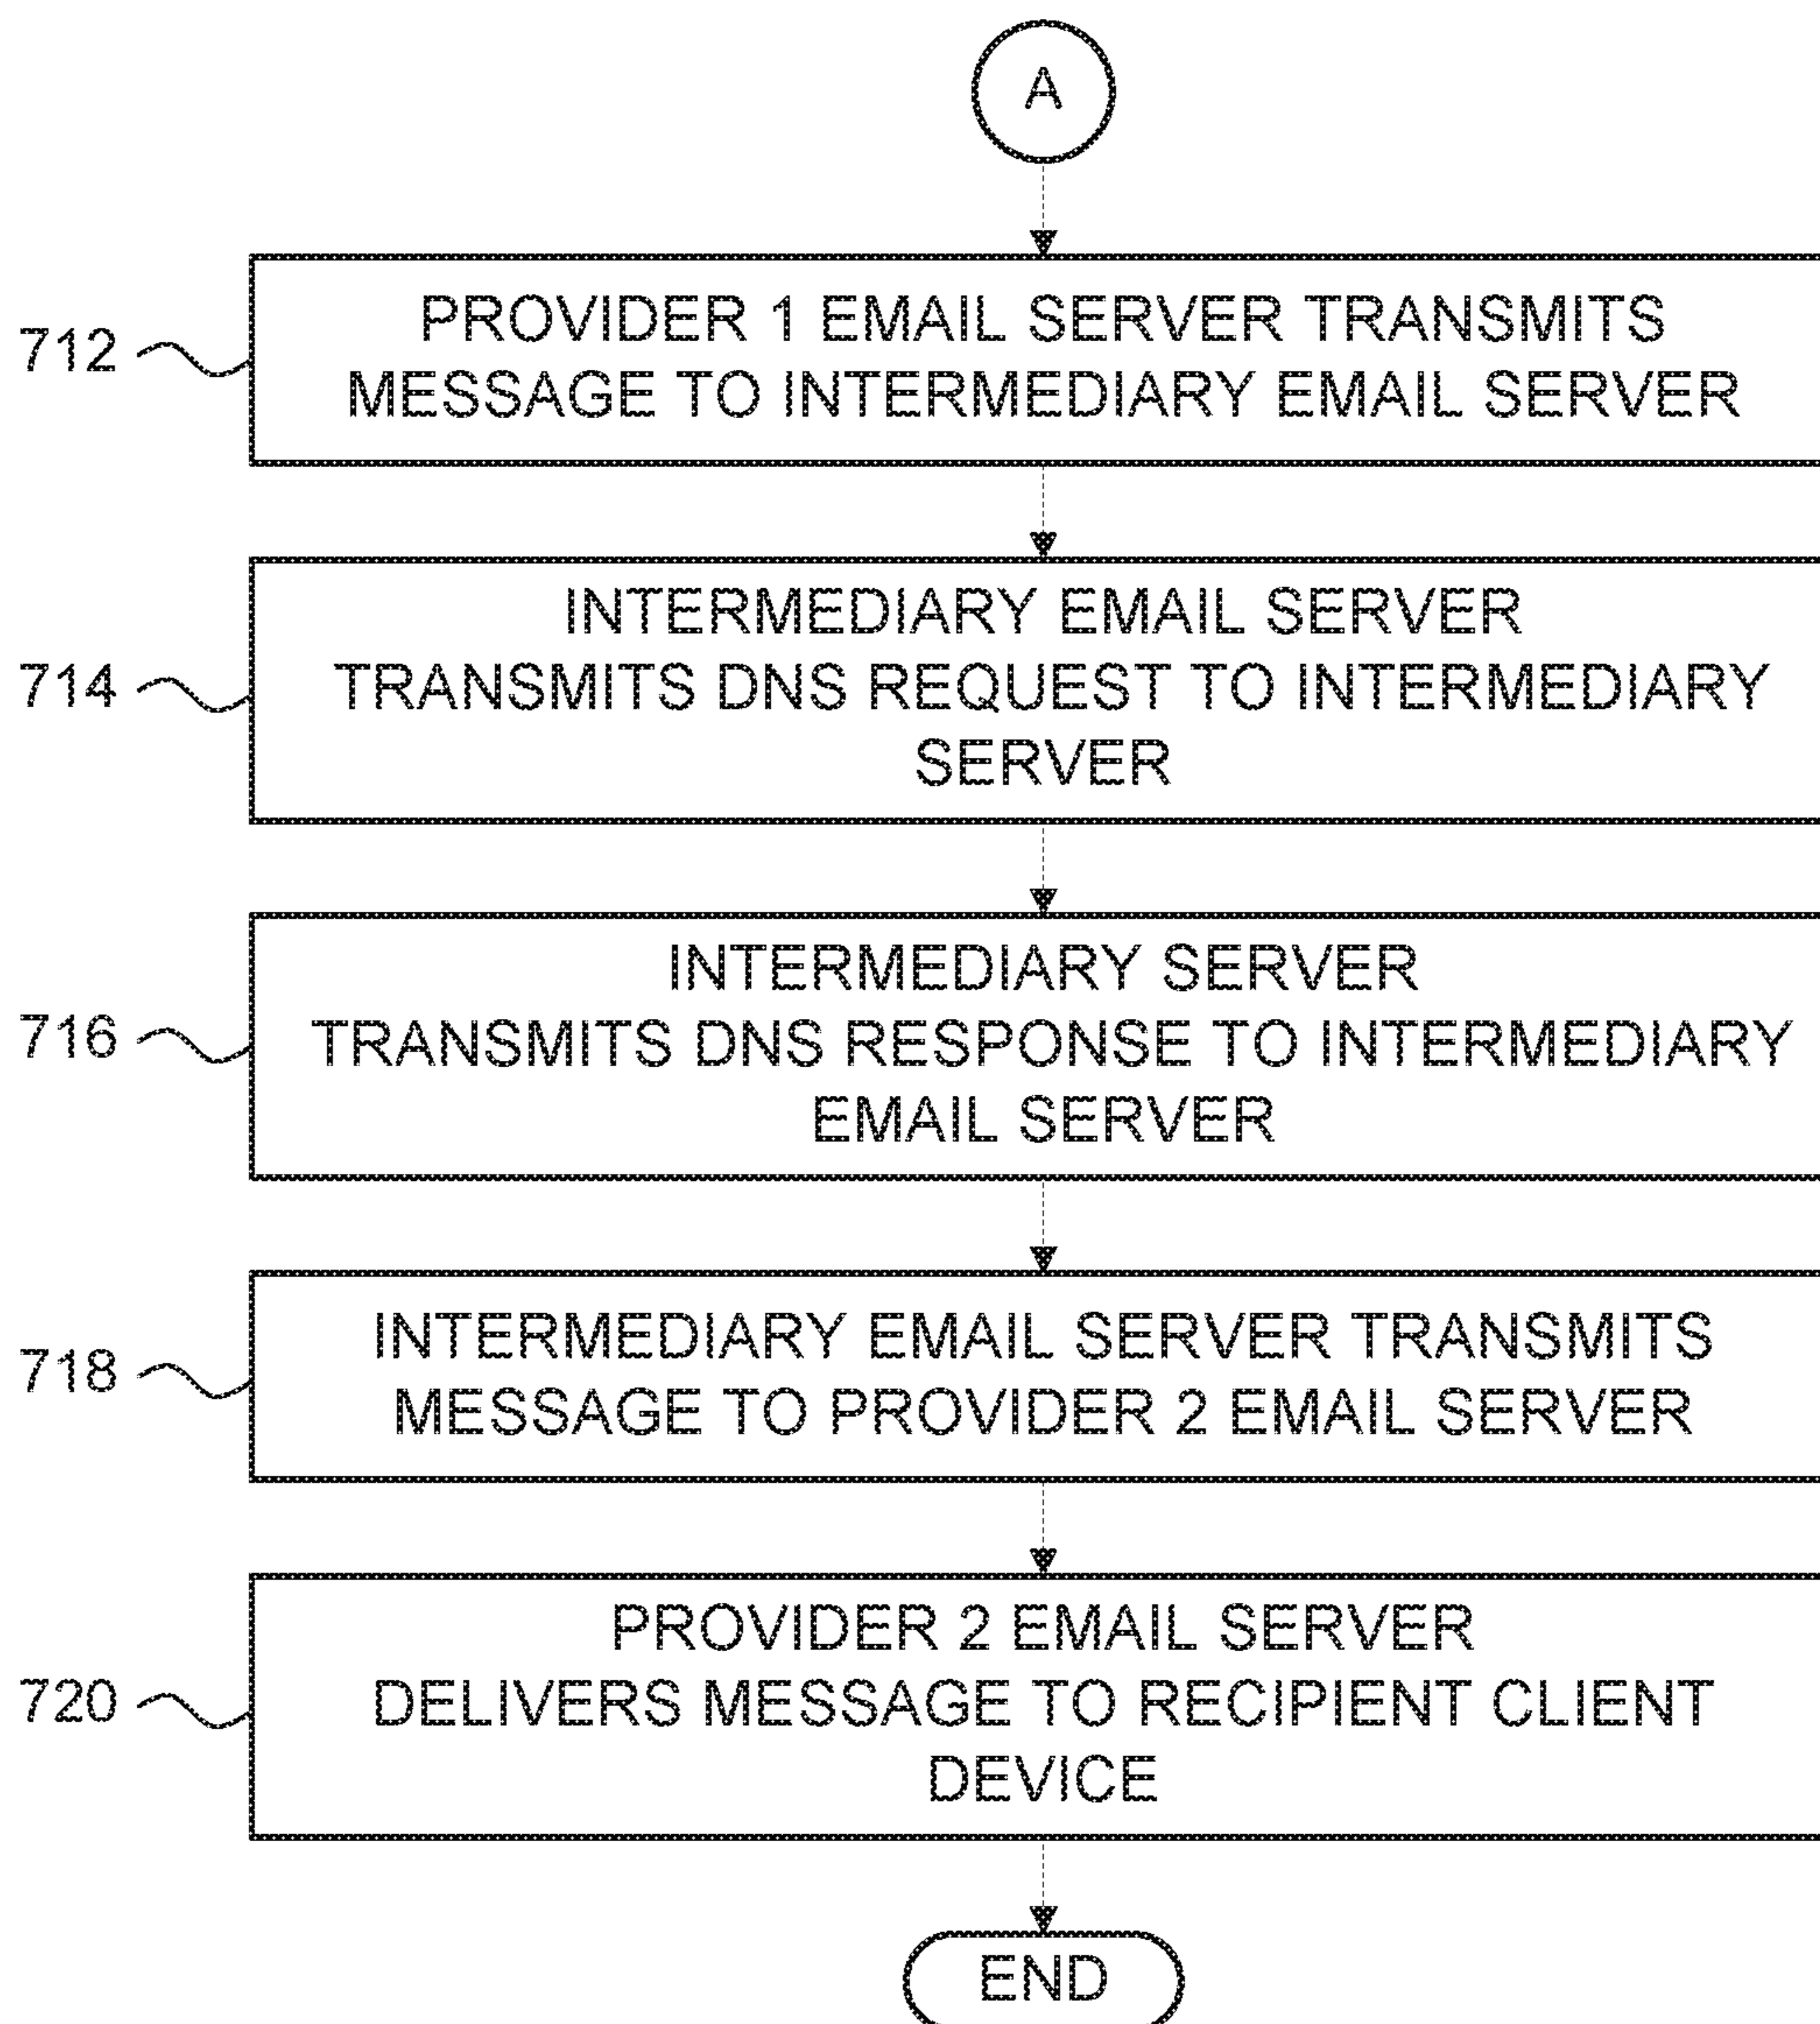 A
712
PROVIDER 1 EMAIL SERVER TRANSMITS
MESSAGE TO INTERMEDIARY EMAIL SERVER
714
INTERMEDIARY EMAIL SERVER
TRANSMITS DNS REQUEST TO INTERMEDIARY
SERVER
716
INTERMEDIARY SERVER
TRANSMITS DNS RESPONSE TO INTERMEDIARY
EMAIL SERVER
718
INTERMEDIARY EMAIL SERVER TRANSMITS
MESSAGE TO PROVIDER 2 EMAIL SERVER
720
PROVIDER 2 EMAIL SERVER
DELIVERS MESSAGE TO RECIPIENT CLIENT
DEVICE
END